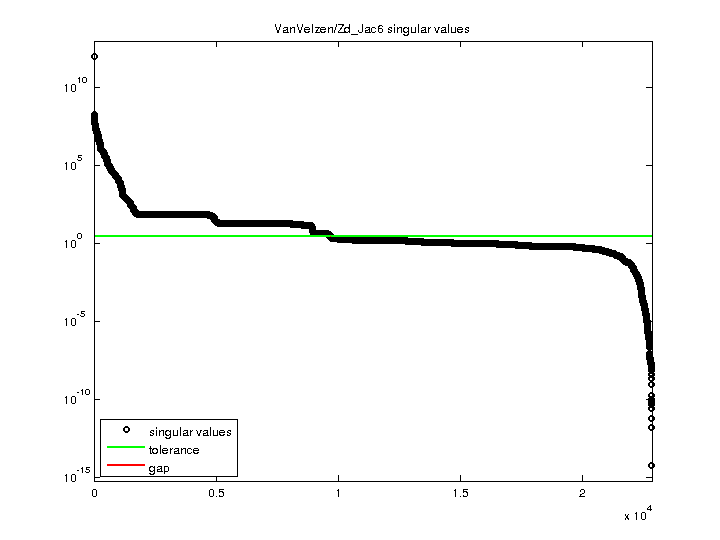 VanVelzen/Zd_Jac6 singular values
10^10
10^5
10^0
10^-5
10^-10
10^-15
singular values
tolerance
gap
0 0.5 1 1.5 2
x 10^4